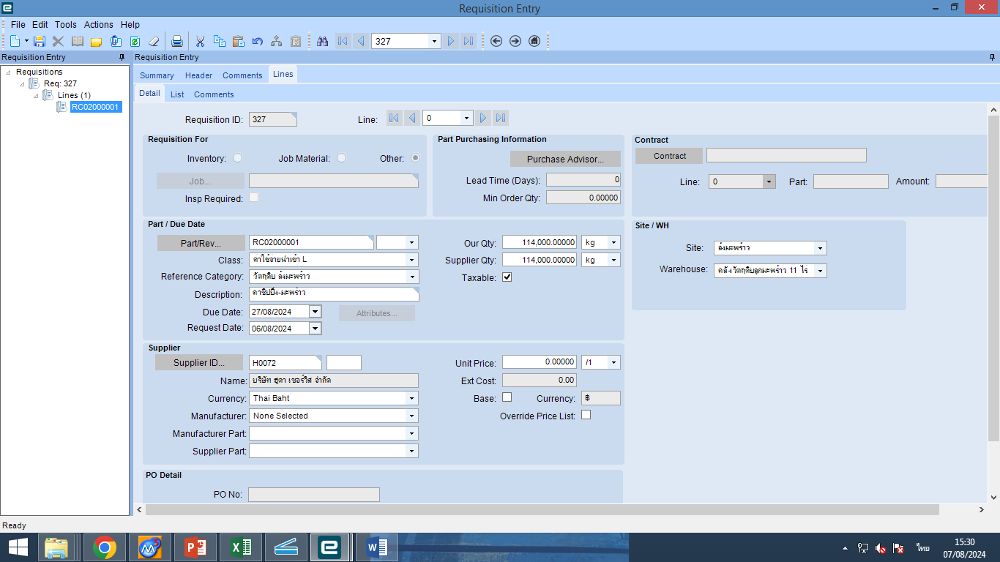 Requisition Entry
File Edit Tools Actions Help
327
Requisition Entry
Requisition Entry
Requisitions
Req: 327
Lines (1)
RC02000001
Summary Header Comments Lines
Detail List Comments
Requisition ID: 327 Line: 0
Requisition For
Inventory: Job Material: Other:
Job...
Insp Required:
Part Purchasing Information
Purchase Advisor...
Lead Time (Days): 0
Min Order Qty: 0.00000
Contract
Contract
Line: 0 Part: Amount:
Part / Due Date
Part/Rev... RC02000001
Class: ค่าใช้จ่ายนำเข้า L
Reference Category: วัตถุดิบ ล้งมะพร้าว
Description: ค่าชิปปิ้ง-มะพร้าว
Due Date: 27/08/2024 Attributes...
Request Date: 06/08/2024
Our Qty: 114,000.00000 kg
Supplier Qty: 114,000.00000 kg
Taxable:
Site / WH
Site: ล้งมะพร้าว
Warehouse: คลังวัตถุดิบลูกมะพร้าว 11 ไร่
Supplier
Supplier ID... H0072
Name: บริษัท ฮุดา เซอร์วิส จำกัด
Currency: Thai Baht
Manufacturer: None Selected
Manufacturer Part:
Supplier Part:
Unit Price: 0.00000 /1
Ext Cost: 0.00
Base: Currency: ฿
Override Price List:
PO Detail
PO No:
Ready
ไทย
15:30
07/08/2024